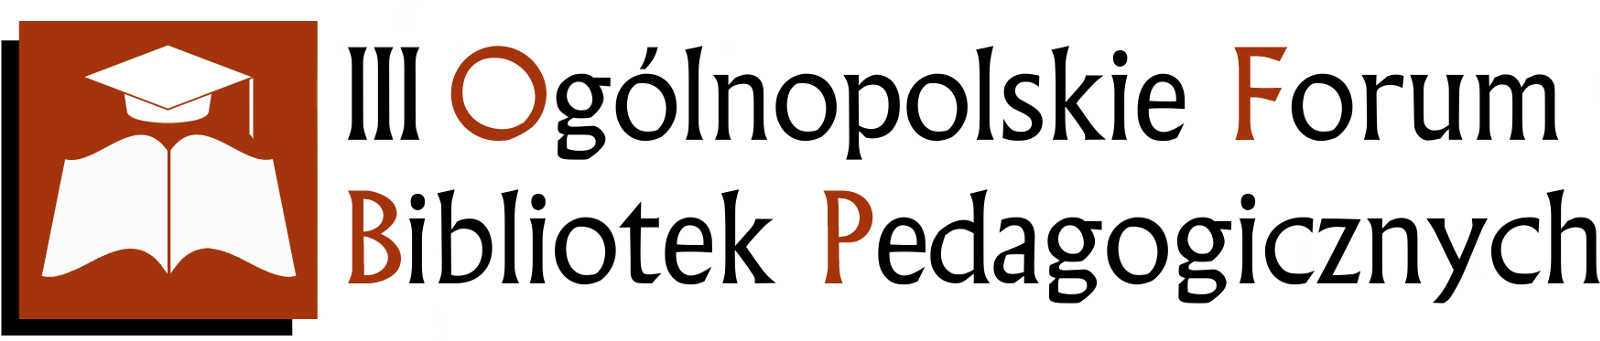 III Ogólnopolskie Forum
Bibliotek Pedagogicznych